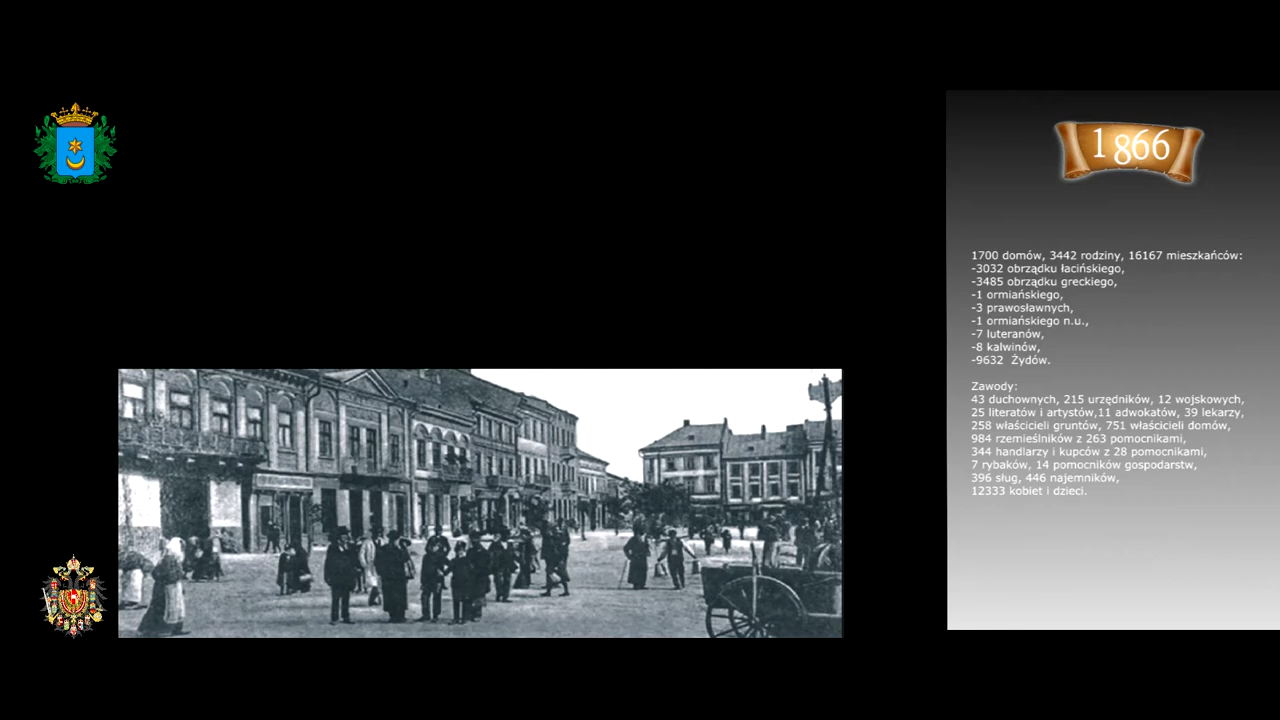 1866
1700 domów, 3442 rodziny, 16167 mieszkańców:
-3032 obrządku łacińskiego,
-3485 obrządku greckiego,
-1 ormiańskiego,
-3 prawosławnych,
-1 ormiańskiego n.u.,
-7 luteranów,
-8 kalwinów,
-9632 Żydów.
Zawody:
43 duchownych, 215 urzędników, 12 wojskowych,
25 literatów i artystów,11 adwokatów, 39 lekarzy,
258 właścicieli gruntów, 751 właścicieli domów,
984 rzemieślników z 263 pomocnikami,
344 handlarzy i kupców z 28 pomocnikami,
7 rybaków, 14 pomocników gospodarstw,
396 sług, 446 najemników,
12333 kobiet i dzieci.